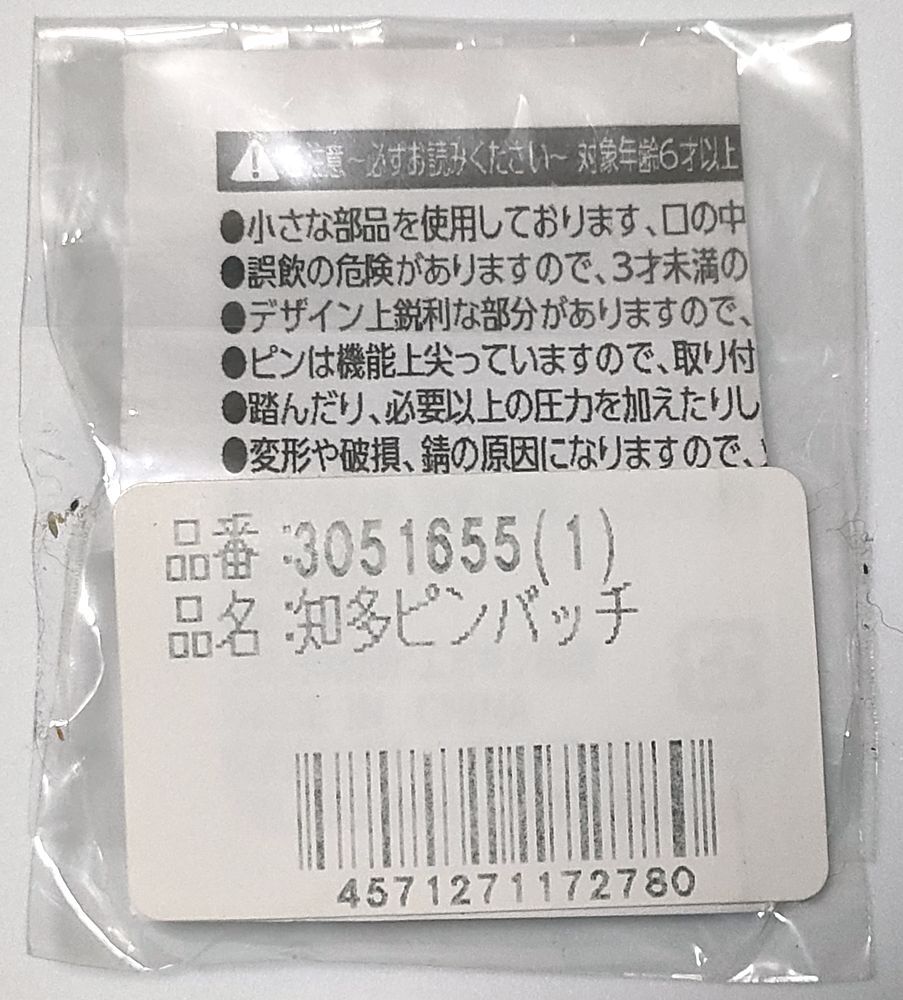 注意～必ずお読みください～ 対象年齢6才以上
●小さな部品を使用しております、口の中
●誤飲の危険がありますので、3才未満の
●デザイン上鋭利な部分がありますので、
●ピンは機能上尖っていますので、取り付
●踏んだり、必要以上の圧力を加えたりし
●変形や破損、錆の原因になりますので、
品番:3051655(1)
品名:知多ピンバッチ
4571271172780